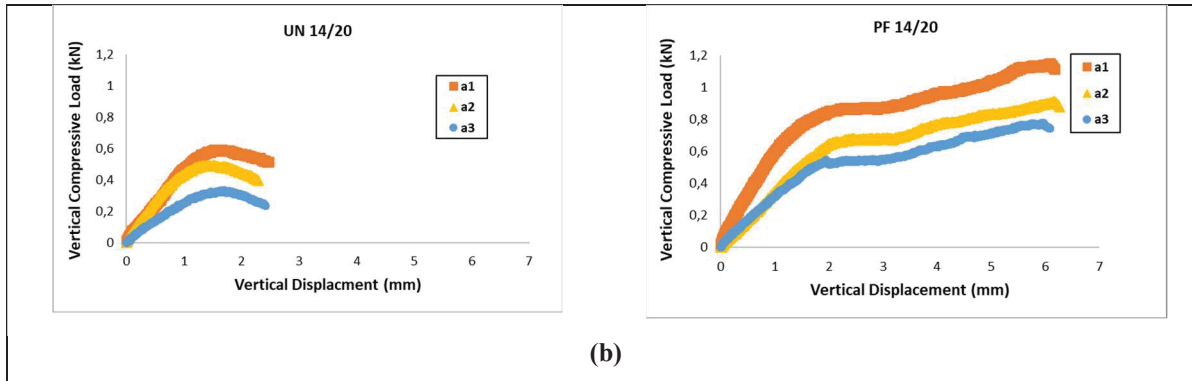 UN 14/20
Vertical Compressive Load (kN)
1,2
1
0,8
0,6
0,4
0,2
0
0 1 2 3 4 5 6 7
Vertical Displacment (mm)
a1
a2
a3
PF 14/20
Vertical Compressive Load (kN)
1,2
1
0,8
0,6
0,4
0,2
0
0 1 2 3 4 5 6 7
Vertical Displacement (mm)
a1
a2
a3
(b)